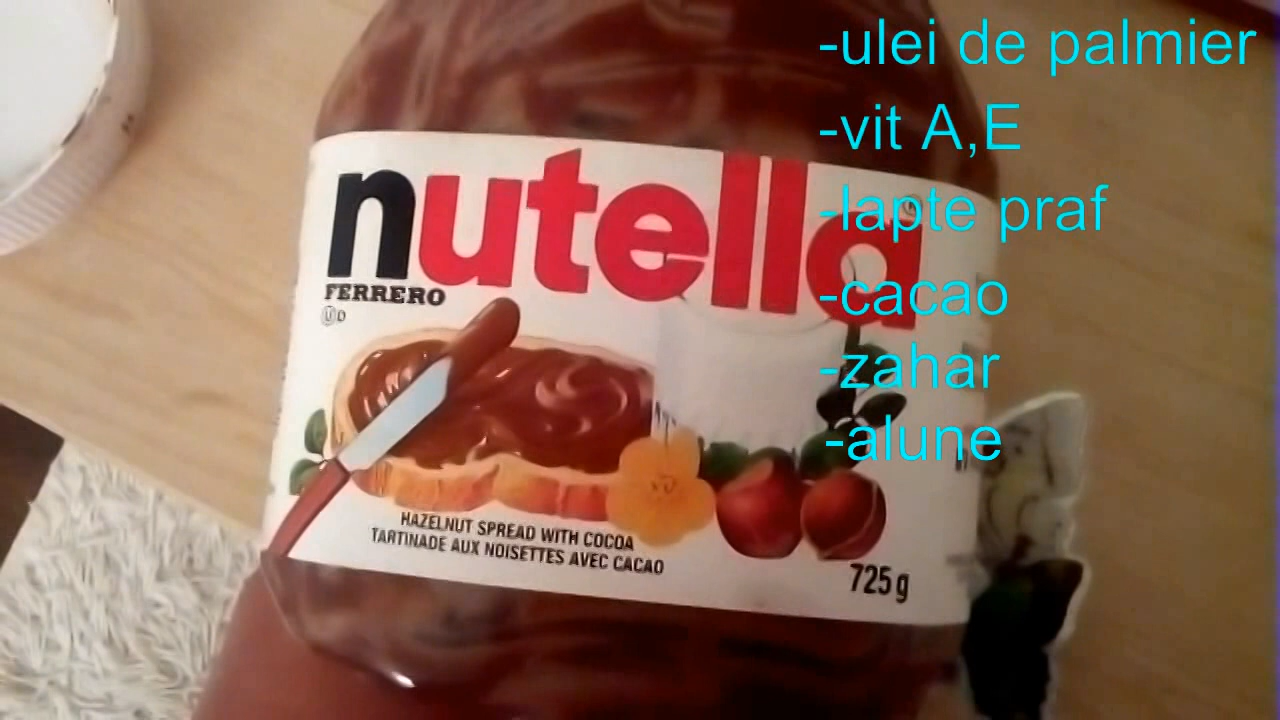 -ulei de palmier
-vit A,E
-lapte praf
-cacao
-zahar
-alune
nutella
FERRERO
U D
HAZELNUT SPREAD WITH COCOA
TARTINADE AUX NOISETTES AVEC CACAO
725 g